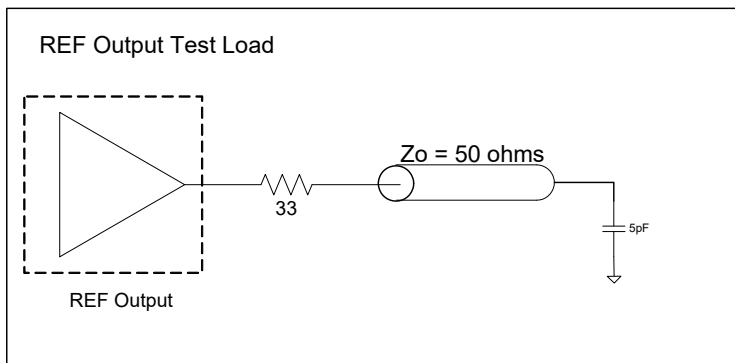 REF Output Test Load
Zo = 50 ohms
33
5pF
REF Output